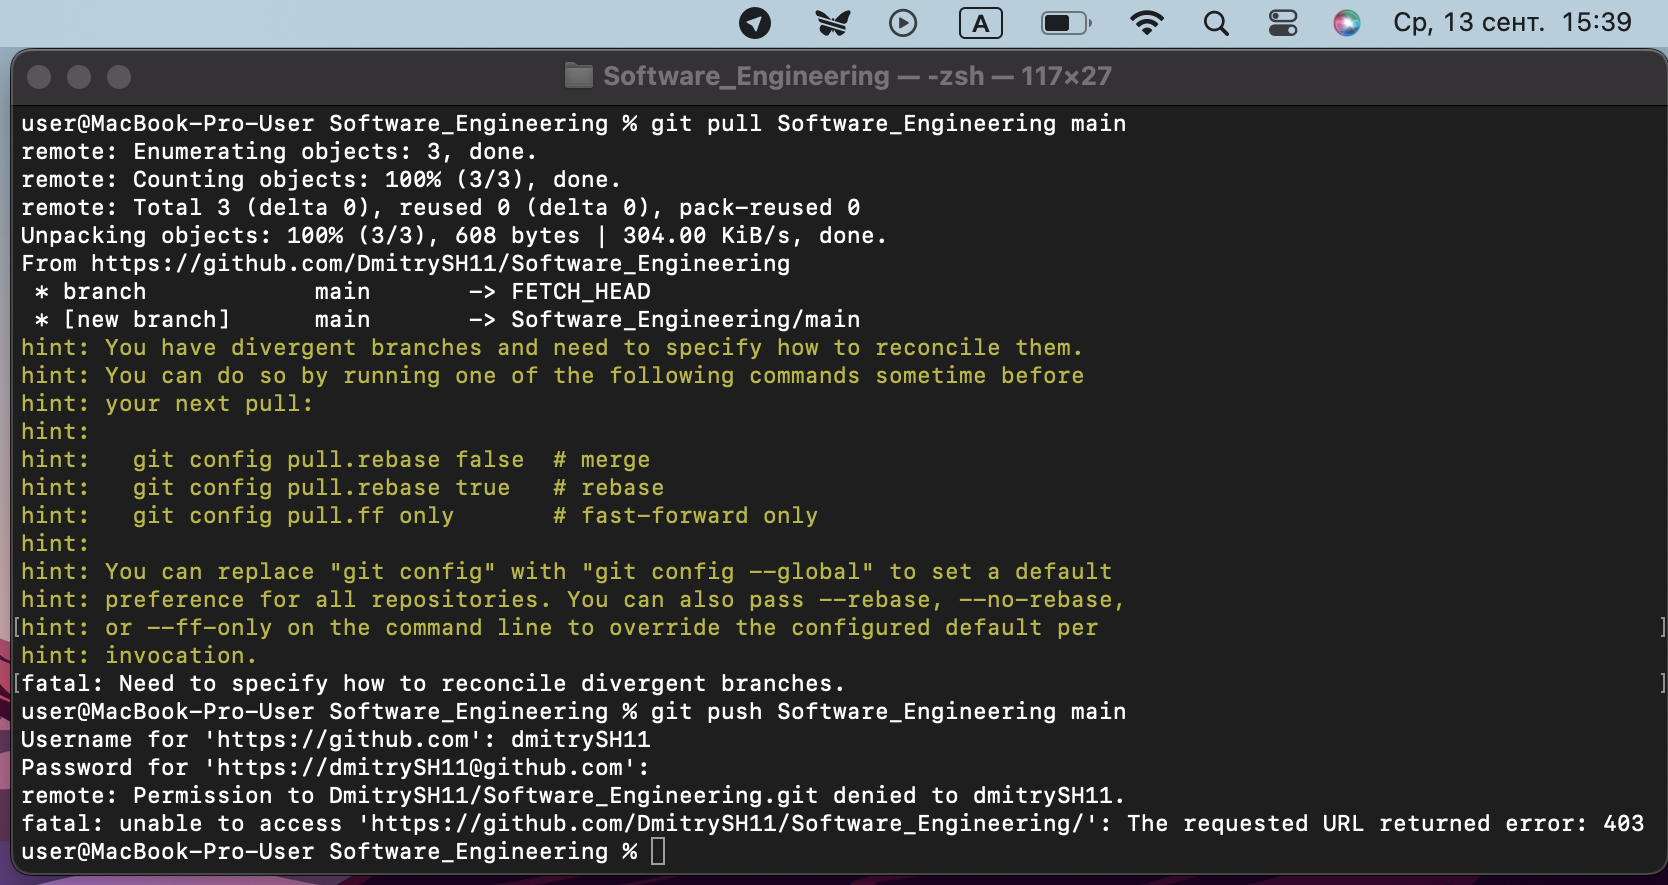 A
Ср, 13 сент. 15:39
Software_Engineering — -zsh — 117×27
user@MacBook-Pro-User Software_Engineering % git pull Software_Engineering main
remote: Enumerating objects: 3, done.
remote: Counting objects: 100% (3/3), done.
remote: Total 3 (delta 0), reused 0 (delta 0), pack-reused 0
Unpacking objects: 100% (3/3), 608 bytes | 304.00 KiB/s, done.
From https://github.com/DmitrySH11/Software_Engineering
 * branch            main       -> FETCH_HEAD
 * [new branch]      main       -> Software_Engineering/main
hint: You have divergent branches and need to specify how to reconcile them.
hint: You can do so by running one of the following commands sometime before
hint: your next pull:
hint:
hint:   git config pull.rebase false  # merge
hint:   git config pull.rebase true   # rebase
hint:   git config pull.ff only       # fast-forward only
hint:
hint: You can replace "git config" with "git config --global" to set a default
hint: preference for all repositories. You can also pass --rebase, --no-rebase,
[hint: or --ff-only on the command line to override the configured default per ]
hint: invocation.
[fatal: Need to specify how to reconcile divergent branches. ]
user@MacBook-Pro-User Software_Engineering % git push Software_Engineering main
Username for 'https://github.com': dmitrySH11
Password for 'https://dmitrySH11@github.com':
remote: Permission to DmitrySH11/Software_Engineering.git denied to dmitrySH11.
fatal: unable to access 'https://github.com/DmitrySH11/Software_Engineering/': The requested URL returned error: 403
user@MacBook-Pro-User Software_Engineering %